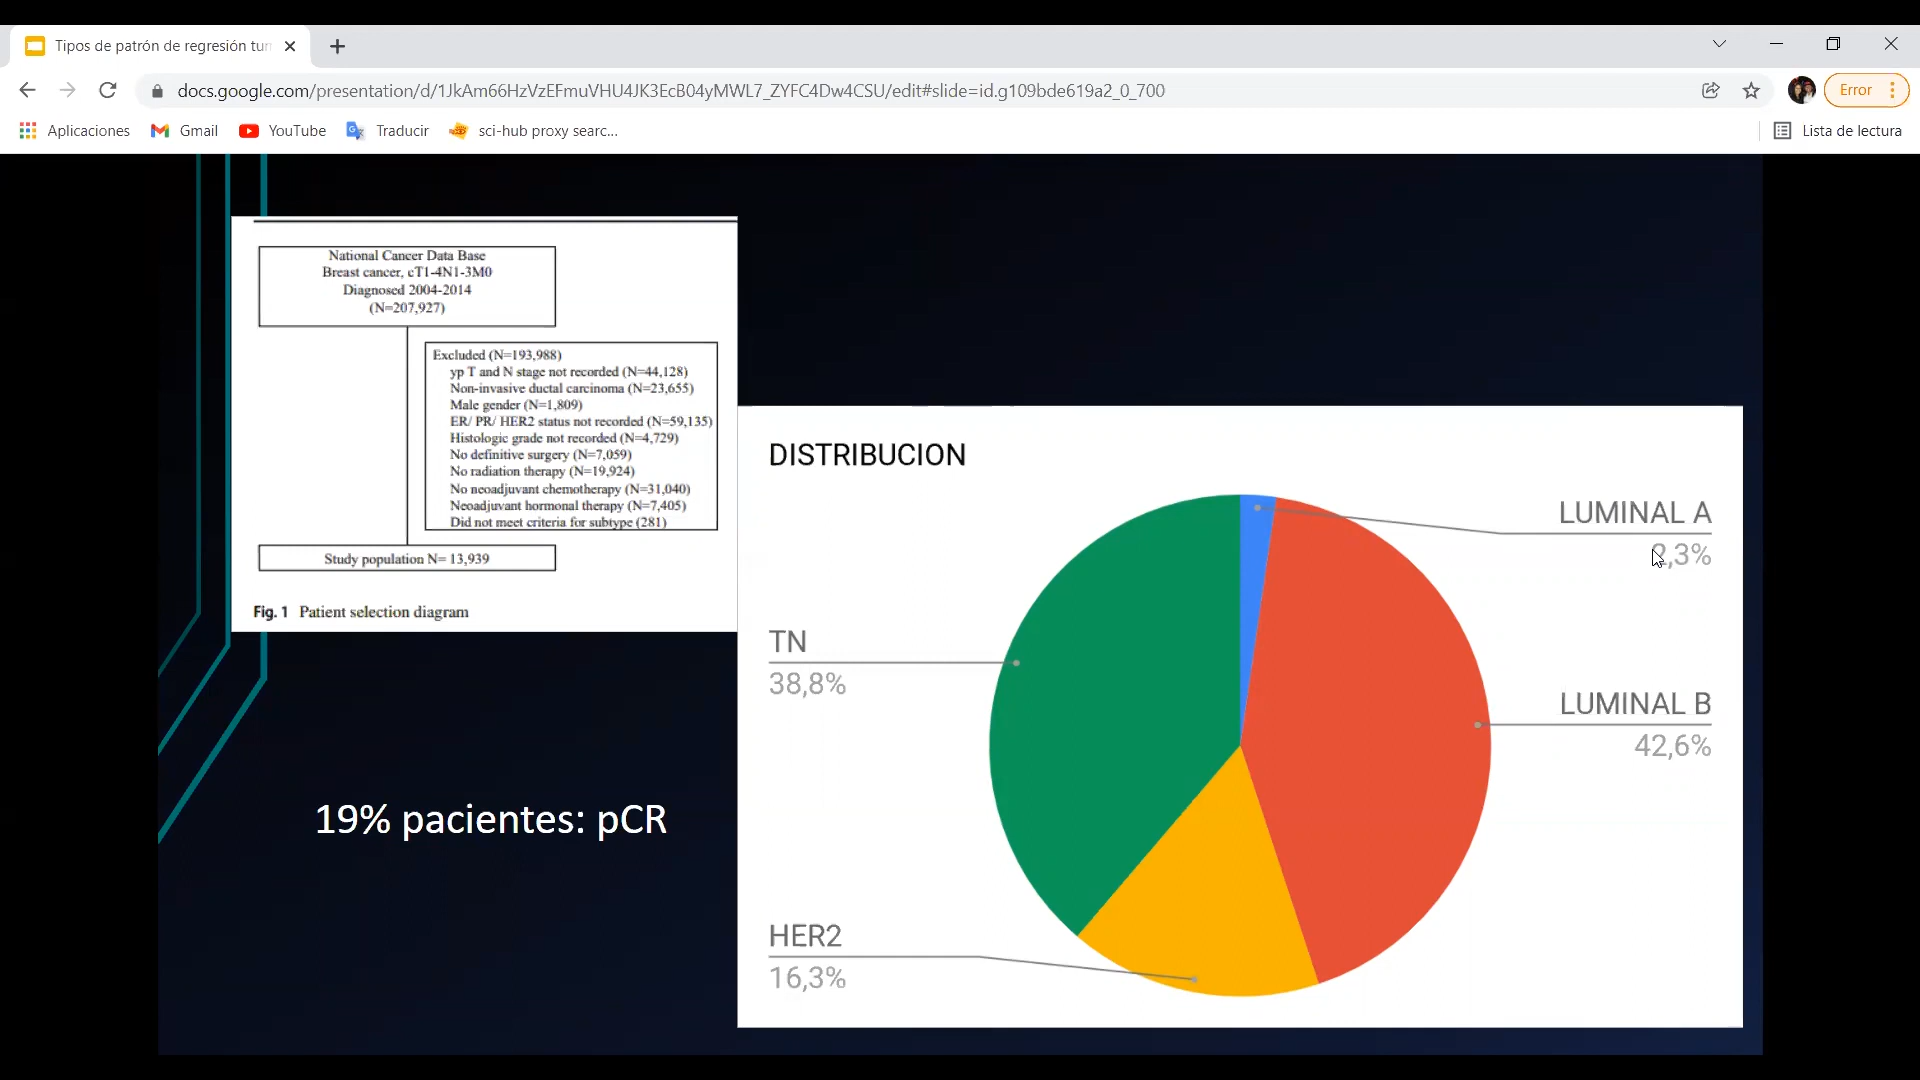 Tipos de patrón de regresión tum
docs.google.com/presentation/d/1JkAm66HzVzEFmuVHU4JK3EcB04yMWL7_ZYFC4Dw4CSU/edit#slide=id.g109bde619a2_0_700
Error
Aplicaciones
Gmail
YouTube
Traducir
sci-hub proxy searc...
Lista de lectura
National Cancer Data Base
Breast cancer, cT1-4N1-3M0
Diagnosed 2004-2014
(N=207,927)
Excluded (N=193,988)
yp T and N stage not recorded (N=44,128)
Non-invasive ductal carcinoma (N=23,655)
Male gender (N=1,809)
ER/ PR/ HER2 status not recorded (N=59,135)
Histologic grade not recorded (N=4,729)
No definitive surgery (N=7,059)
No radiation therapy (N=19,924)
No neoadjuvant chemotherapy (N=31,040)
Neoadjuvant hormonal therapy (N=7,405)
Did not meet criteria for subtype (281)
Study population N= 13,939
Fig. 1 Patient selection diagram
19% pacientes: pCR
DISTRIBUCION
LUMINAL A
2,3%
TN
38,8%
LUMINAL B
42,6%
HER2
16,3%